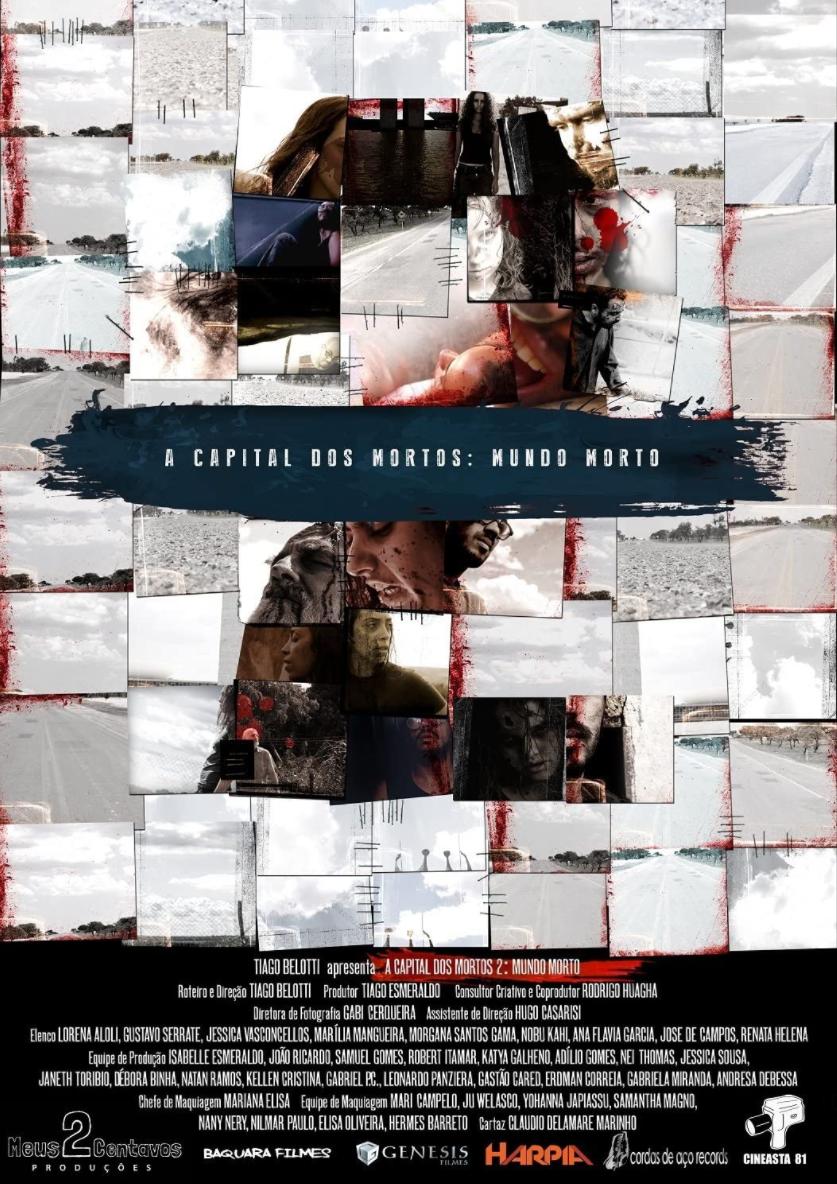 A CAPITAL DOS MORTOS: MUNDO MORTO
TIAGO BELOTTI apresenta A CAPITAL DOS MORTOS 2: MUNDO MORTO
Roteiro e Direção TIAGO BELOTTI Produtor TIAGO ESMERALDO Consultor Criativo e Coprodutor RODRIGO HUAGHA
Diretora de Fotografia GABI CERQUEIRA Assistente de Direção HUGO CASARISI
Elenco LORENA ALOLI, GUSTAVO SERRATE, JESSICA VASCONCELLOS, MARÍLIA MANGUEIRA, MORGANA SANTOS GAMA, NOBU KAHI, ANA FLAVIA GARCIA, JOSE DE CAMPOS, RENATA HELENA
Equipe de Produção ISABELLE ESMERALDO, JOÃO RICARDO, SAMUEL GOMES, ROBERT ITAMAR, KATYA GALHENO, ADÍLIO GOMES, NEI THOMAS, JESSICA SOUSA,
JANETH TORIBIO, DÉBORA BINHA, NATAN RAMOS, KELLEN CRISTINA, GABRIEL P.C., LEONARDO PANZIERA, GASTÃO CARED, ERDMAN CORREIA, GABRIELA MIRANDA, ANDRESA DEBESSA
Chefe de Maquiagem MARIANA ELISA Equipe de Maquiagem MARI CAMPELO, JU WELASCO, YOHANNA JAPIASSU, SAMANTHA MAGNO,
NANY NERY, NILMAR PAULO, ELISA OLIVEIRA, HERMES BARRETO Cartaz CLAUDIO DELAMARE MARINHO
Meus 2 Centavos
PRODUÇÕES
BAQUARA FILMES
GENESIS
FILMES
HARPIA
cordas de aço records
CINEASTA 81